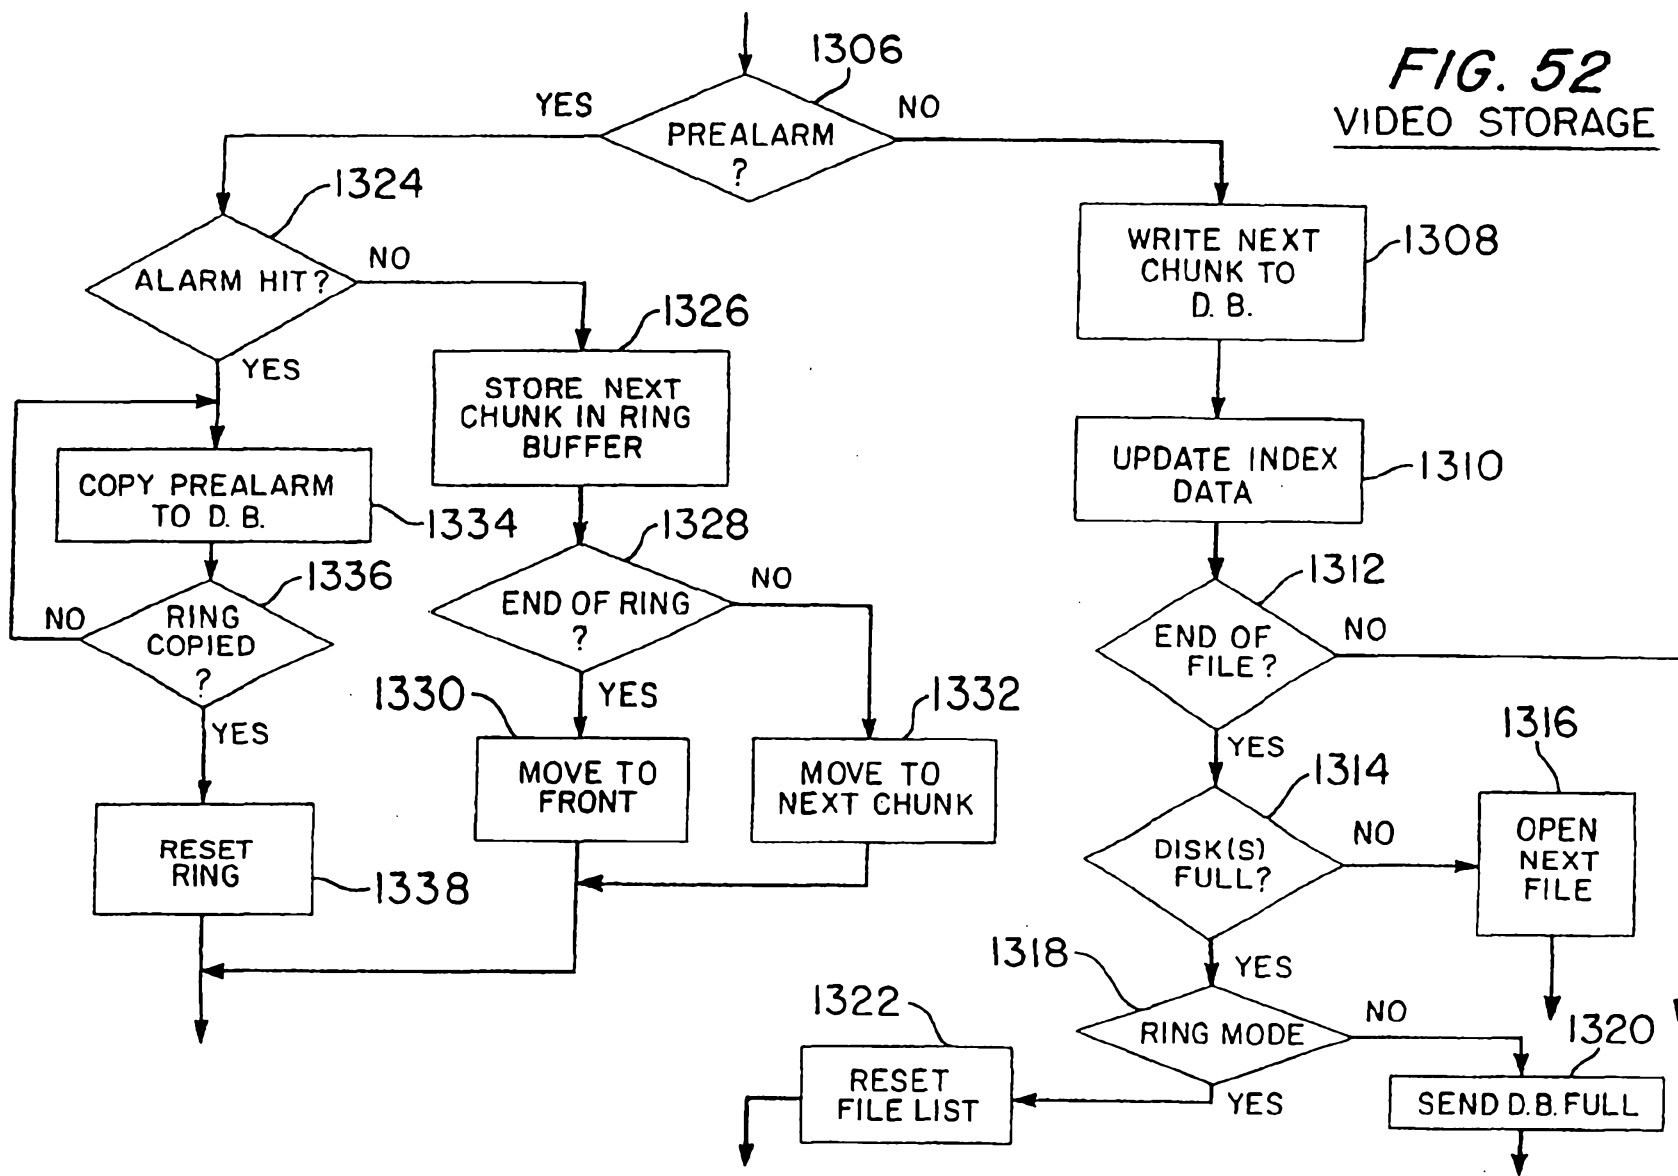 FIG. 52
VIDEO STORAGE
1306
YES
NO
PREALARM
?
1324
ALARM HIT?
NO
YES
1326
STORE NEXT
CHUNK IN RING
BUFFER
COPY PREALARM
TO D. B.
1334
1328
END OF RING
?
NO
YES
1336
RING
COPIED
?
NO
YES
1330
MOVE TO
FRONT
1332
MOVE TO
NEXT CHUNK
RESET
RING
1338
WRITE NEXT
CHUNK TO
D. B.
1308
UPDATE INDEX
DATA
1310
1312
END OF
FILE?
NO
YES
1314
DISK(S)
FULL?
NO
YES
1316
OPEN
NEXT
FILE
1318
RING MODE
NO
YES
1320
SEND D.B. FULL
1322
RESET
FILE LIST